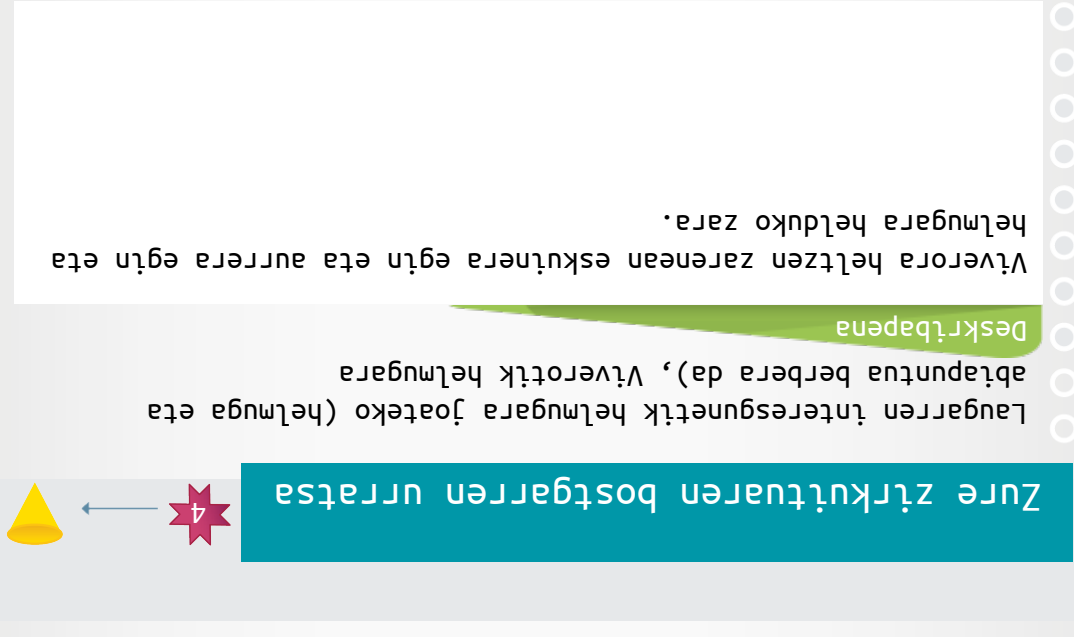 Zure zirkuituaren bostgarren urratsa
4
Laugarren interesgunetik helmugara joateko (helmuga eta
abiapuntua berbera da), Viverotik helmugara
Deskribapena
Viverora heltzen zarenean eskuinera egin eta aurrera egin eta
helmugara helduko zara.